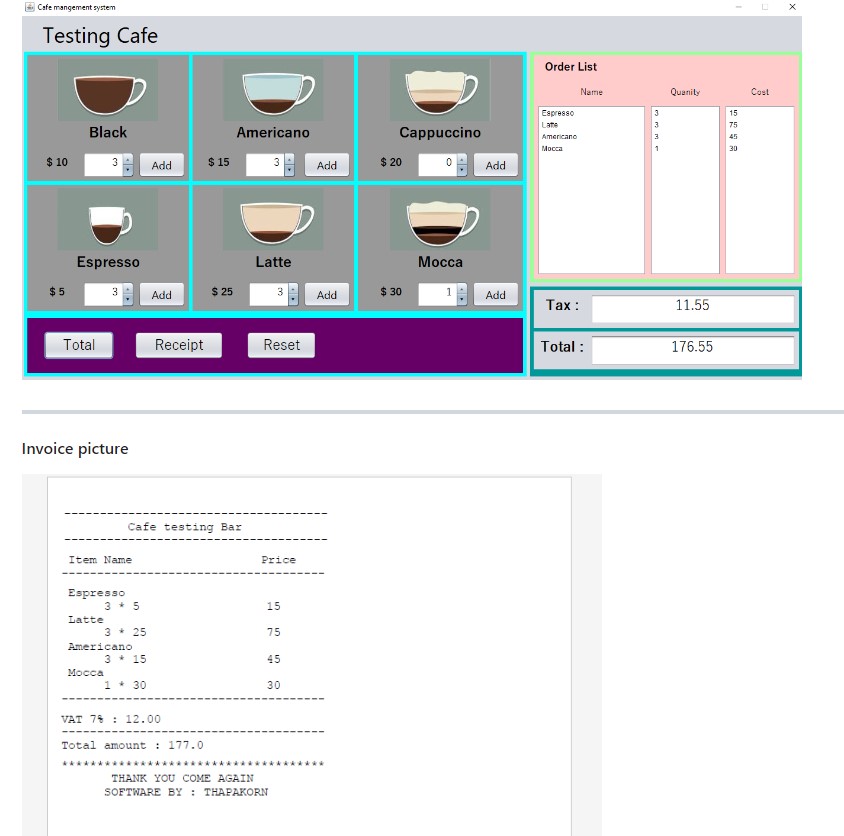 Cafe mangement system
Testing Cafe
Black
Americano
Cappuccino
$ 10 3 Add
$ 15 3 Add
$ 20 0 Add
Espresso
Latte
Mocca
$ 5 3 Add
$ 25 3 Add
$ 30 1 Add
Total Receipt Reset
Order List
Name Quanity Cost
Espresso 3 15
Latte 3 75
Americano 3 45
Mocca 1 30
Tax : 11.55
Total : 176.55
Invoice picture
------------------------------------
Cafe testing Bar
------------------------------------
Item Name Price
------------------------------------
Espresso
3 * 5 15
Latte
3 * 25 75
Americano
3 * 15 45
Mocca
1 * 30 30
------------------------------------
VAT 7% : 12.00
------------------------------------
Total amount : 177.0
*************************************
THANK YOU COME AGAIN
SOFTWARE BY : THAPAKORN